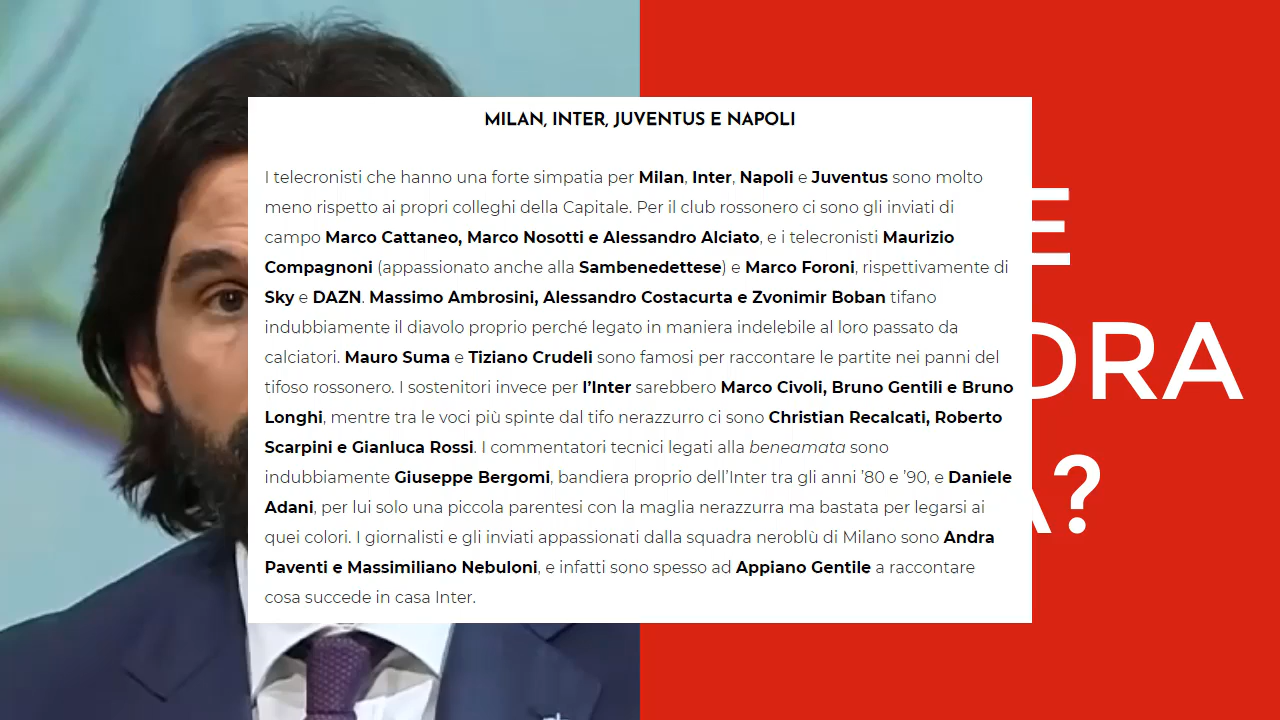 MILAN, INTER, JUVENTUS E NAPOLI
I telecronisti che hanno una forte simpatia per Milan, Inter, Napoli e Juventus sono molto
meno rispetto ai propri colleghi della Capitale. Per il club rossonero ci sono gli inviati di
campo Marco Cattaneo, Marco Nosotti e Alessandro Alciato, e i telecronisti Maurizio
Compagnoni (appassionato anche alla Sambenedettese) e Marco Foroni, rispettivamente di
Sky e DAZN. Massimo Ambrosini, Alessandro Costacurta e Zvonimir Boban tifano
indubbiamente il diavolo proprio perché legato in maniera indelebile al loro passato da
calciatori. Mauro Suma e Tiziano Crudeli sono famosi per raccontare le partite nei panni del
tifoso rossonero. I sostenitori invece per l’Inter sarebbero Marco Civoli, Bruno Gentili e Bruno
Longhi, mentre tra le voci più spinte dal tifo nerazzurro ci sono Christian Recalcati, Roberto
Scarpini e Gianluca Rossi. I commentatori tecnici legati alla beneamata sono
indubbiamente Giuseppe Bergomi, bandiera proprio dell’Inter tra gli anni ’80 e ’90, e Daniele
Adani, per lui solo una piccola parentesi con la maglia nerazzurra ma bastata per legarsi ai
quei colori. I giornalisti e gli inviati appassionati dalla squadra neroblù di Milano sono Andra
Paventi e Massimiliano Nebuloni, e infatti sono spesso ad Appiano Gentile a raccontare
cosa succede in casa Inter.
E
DRA
A?